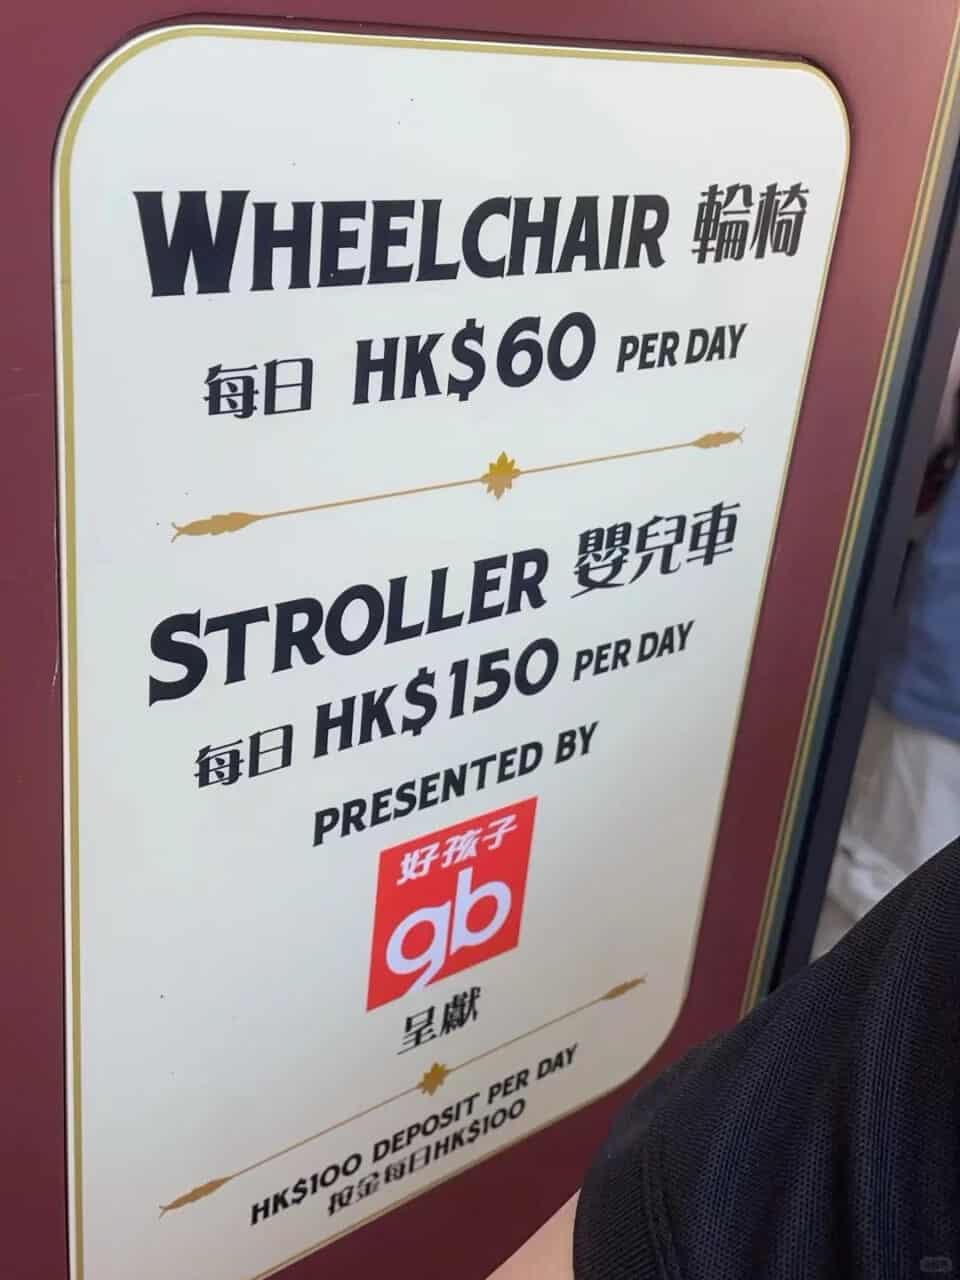 WHEELCHAIR 輪椅
每日 HK$60 PER DAY
STROLLER 嬰兒車
每日 HK$150 PER DAY
PRESENTED BY
好孩子
gb
呈獻
HK$100 DEPOSIT PER DAY
按金每日HK$100